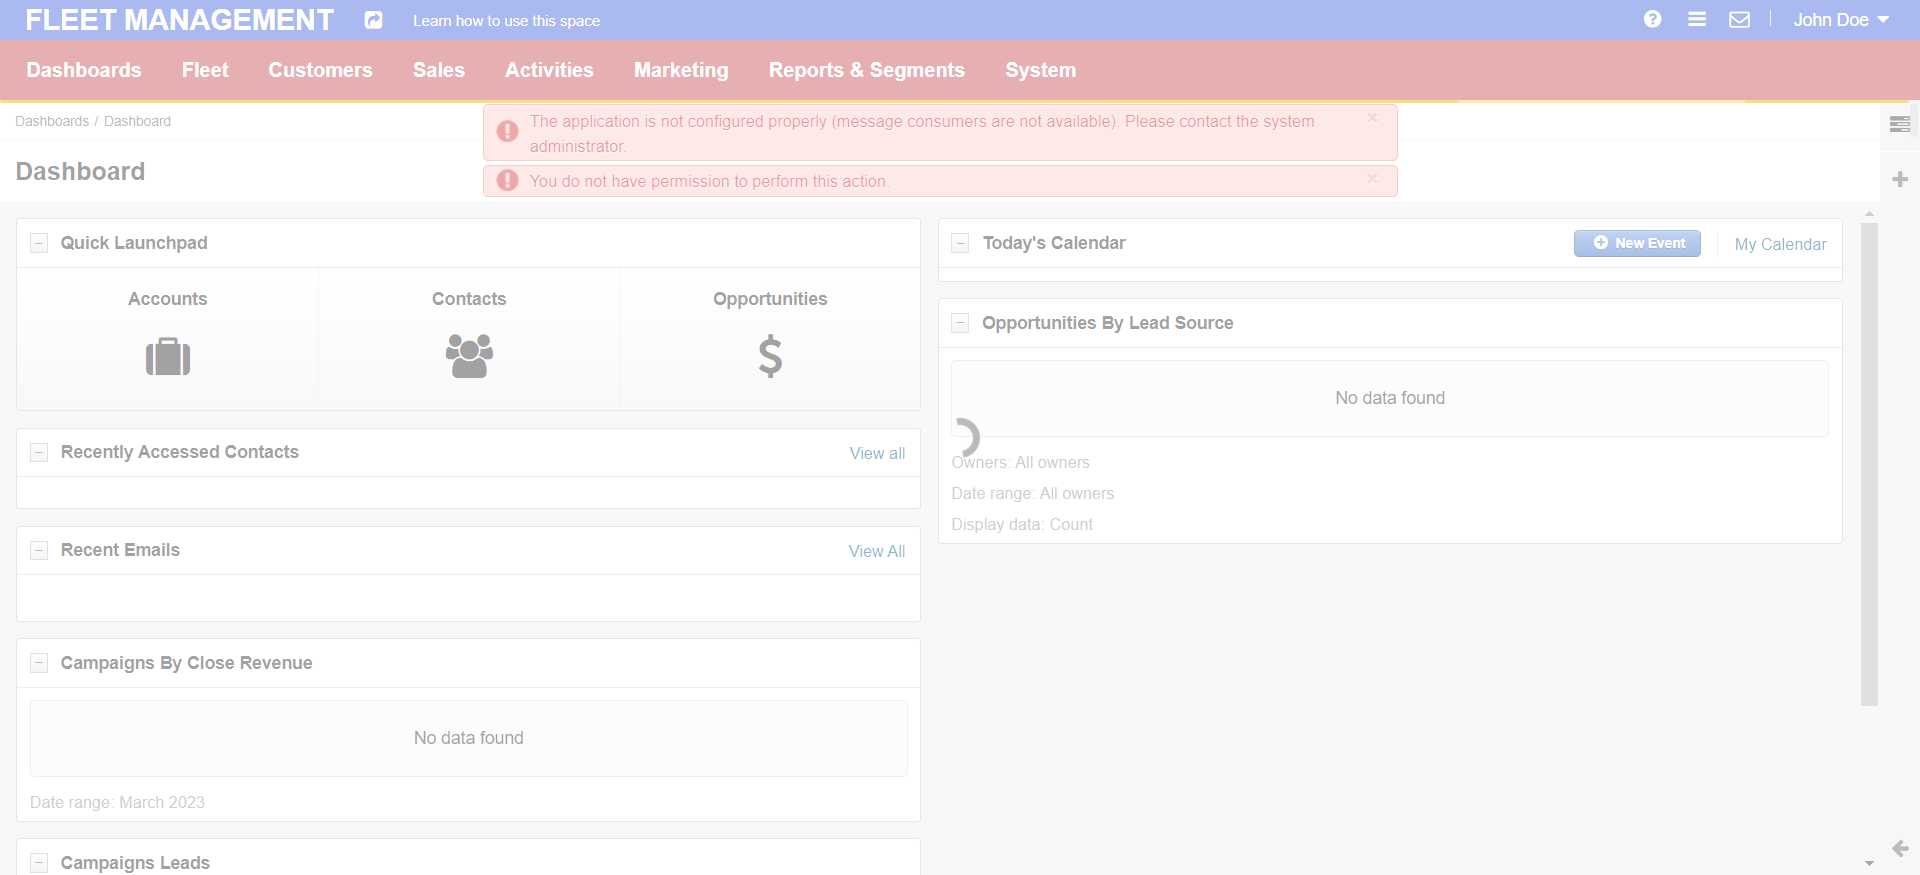 FLEET MANAGEMENT
Learn how to use this space
John Doe
Dashboards
Fleet
Customers
Sales
Activities
Marketing
Reports & Segments
System
Dashboards / Dashboard
The application is not configured properly (message consumers are not available). Please contact the system
administrator.
You do not have permission to perform this action.
Dashboard
Quick Launchpad
Accounts
Contacts
Opportunities
Recently Accessed Contacts
View all
Recent Emails
View All
Campaigns By Close Revenue
No data found
Date range: March 2023
Campaigns Leads
Today's Calendar
New Event
My Calendar
Opportunities By Lead Source
No data found
Owners: All owners
Date range: All owners
Display data: Count